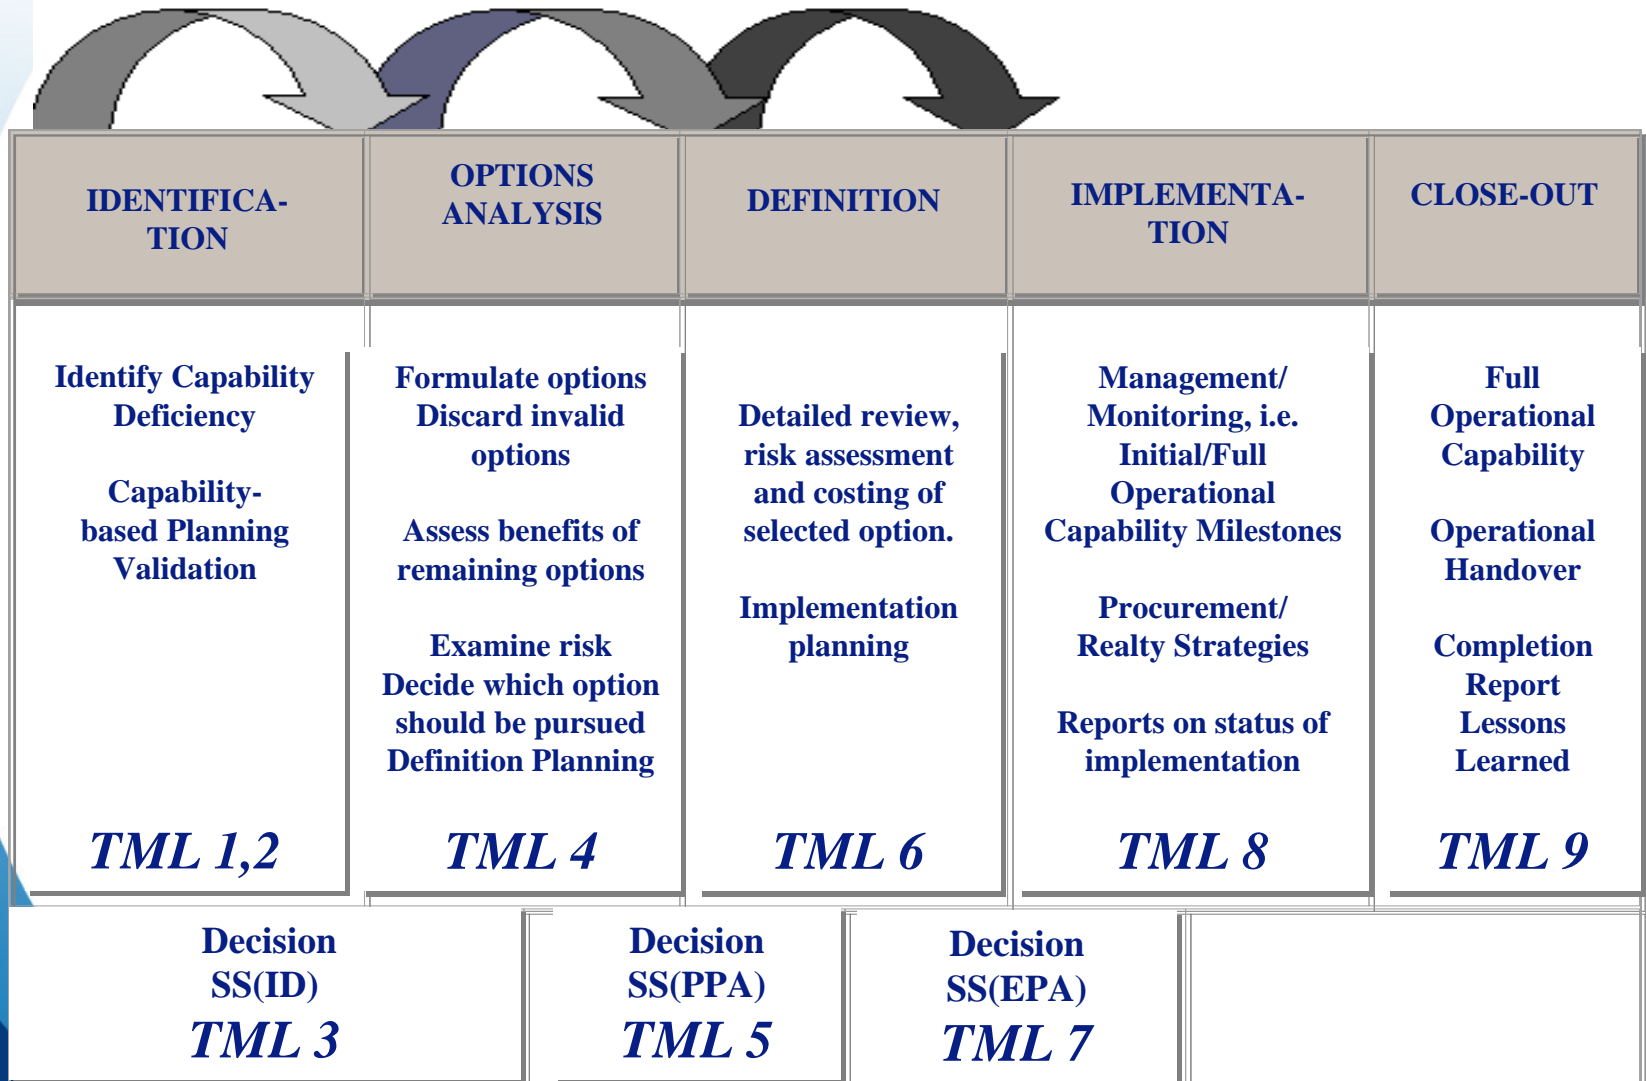 IDENTIFICA-
TION
OPTIONS
ANALYSIS
DEFINITION
IMPLEMENTA-
TION
CLOSE-OUT
Identify Capability
Deficiency
Capability-
based Planning
Validation
TML 1,2
Formulate options
Discard invalid
options
Assess benefits of
remaining options
Examine risk
Decide which option
should be pursued
Definition Planning
TML 4
Detailed review,
risk assessment
and costing of
selected option.
Implementation
planning
TML 6
Management/
Monitoring, i.e.
Initial/Full
Operational
Capability Milestones
Procurement/
Realty Strategies
Reports on status of
implementation
TML 8
Full
Operational
Capability
Operational
Handover
Completion
Report
Lessons
Learned
TML 9
Decision
SS(ID)
TML 3
Decision
SS(PPA)
TML 5
Decision
SS(EPA)
TML 7